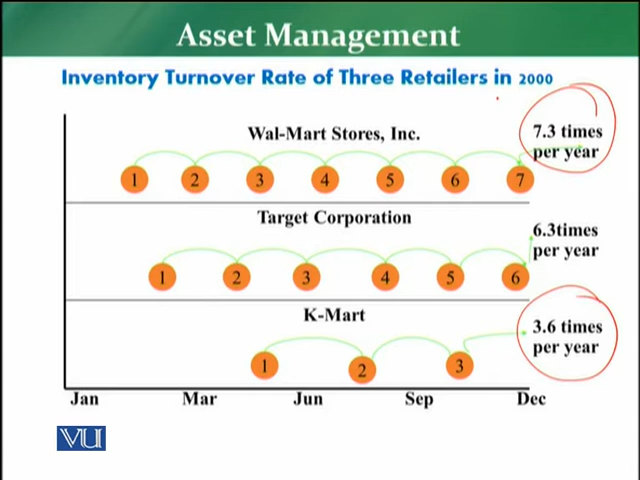 Asset Management
Inventory Turnover Rate of Three Retailers in 2000
Wal-Mart Stores, Inc.
7.3 times
per year
1 2 3 4 5 6 7
Target Corporation
6.3times
per year
1 2 3 4 5 6
K-Mart
3.6 times
per year
1 2 3
Jan Mar Jun Sep Dec
VU